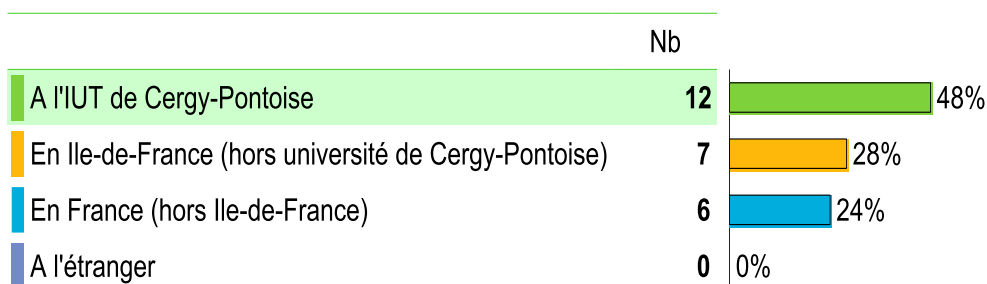 Nb
A l'IUT de Cergy-Pontoise 12 48%
En Ile-de-France (hors université de Cergy-Pontoise) 7 28%
En France (hors Ile-de-France) 6 24%
A l'étranger 0 0%